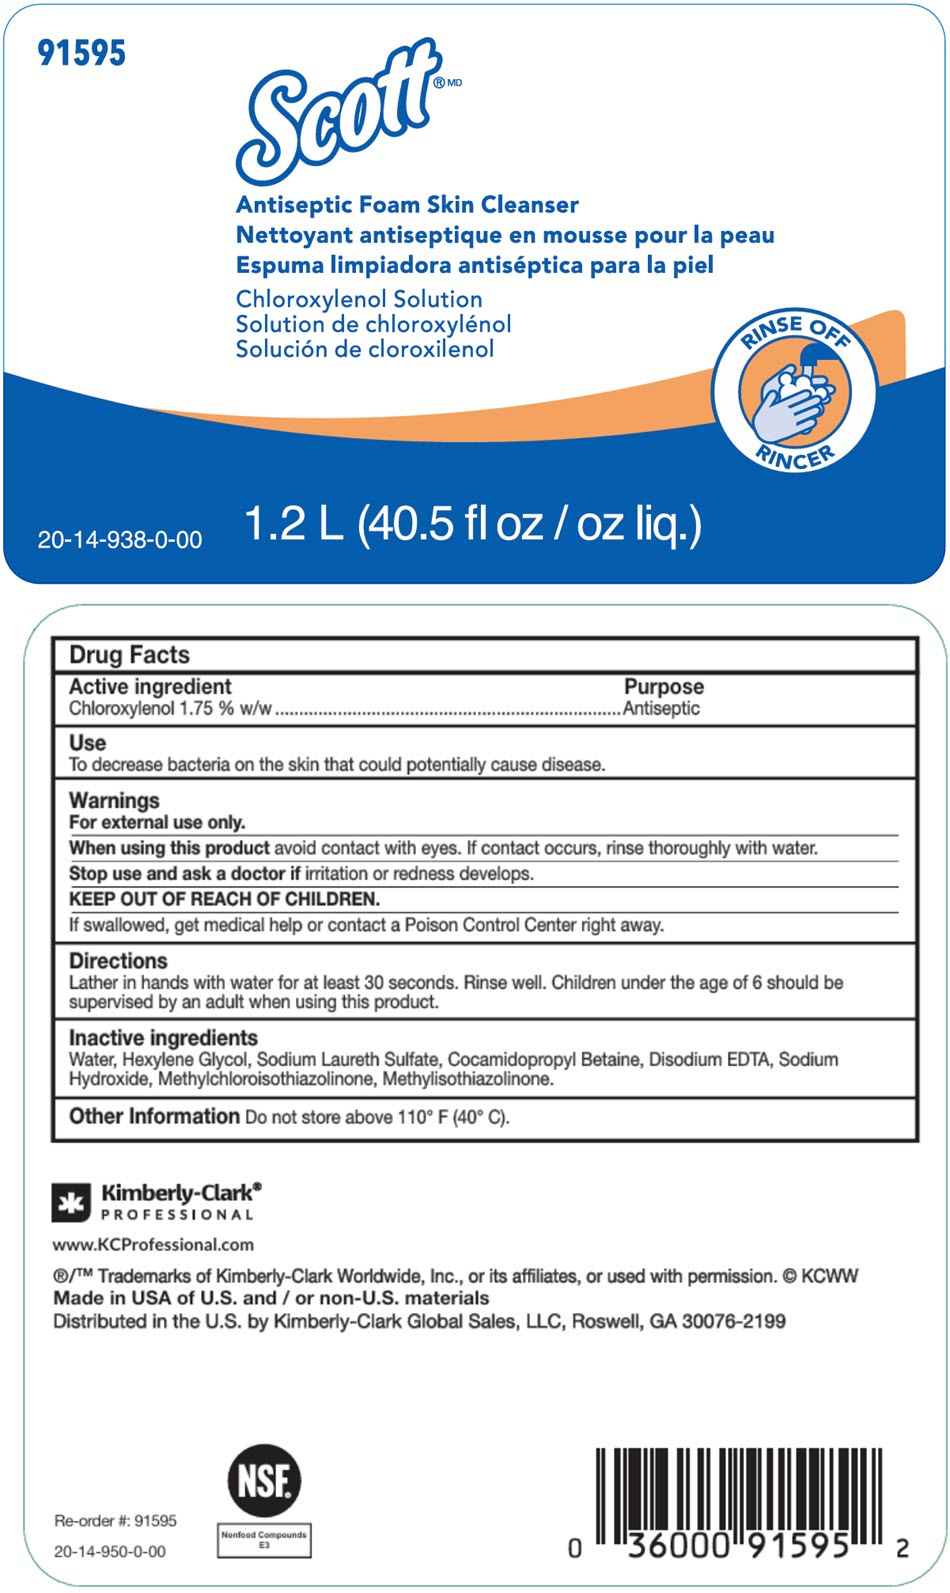 91595
Scott®MD
Antiseptic Foam Skin Cleanser
Nettoyant antiseptique en mousse pour la peau
Espuma limpiadora antiséptica para la piel
Chloroxylenol Solution
Solution de chloroxylénol
Solución de cloroxilenol
RINSE OFF
RINCER
20-14-938-0-00
1.2 L (40.5 fl oz / oz liq.)
Drug Facts
Active ingredient Purpose
Chloroxylenol 1.75 % w/w........................................................................Antiseptic
Use
To decrease bacteria on the skin that could potentially cause disease.
Warnings
For external use only.
When using this product avoid contact with eyes. If contact occurs, rinse thoroughly with water.
Stop use and ask a doctor if irritation or redness develops.
KEEP OUT OF REACH OF CHILDREN.
If swallowed, get medical help or contact a Poison Control Center right away.
Directions
Lather in hands with water for at least 30 seconds. Rinse well. Children under the age of 6 should be
supervised by an adult when using this product.
Inactive ingredients
Water, Hexylene Glycol, Sodium Laureth Sulfate, Cocamidopropyl Betaine, Disodium EDTA, Sodium
Hydroxide, Methylchloroisothiazolinone, Methylisothiazolinone.
Other Information Do not store above 110° F (40° C).
Kimberly-Clark®
PROFESSIONAL
www.KCProfessional.com
®/™ Trademarks of Kimberly-Clark Worldwide, Inc., or its affiliates, or used with permission. © KCWW
Made in USA of U.S. and / or non-U.S. materials
Distributed in the U.S. by Kimberly-Clark Global Sales, LLC, Roswell, GA 30076-2199
NSF®
Nonfood Compounds
E3
Re-order #: 91595
20-14-950-0-00
0 36000 91595 2